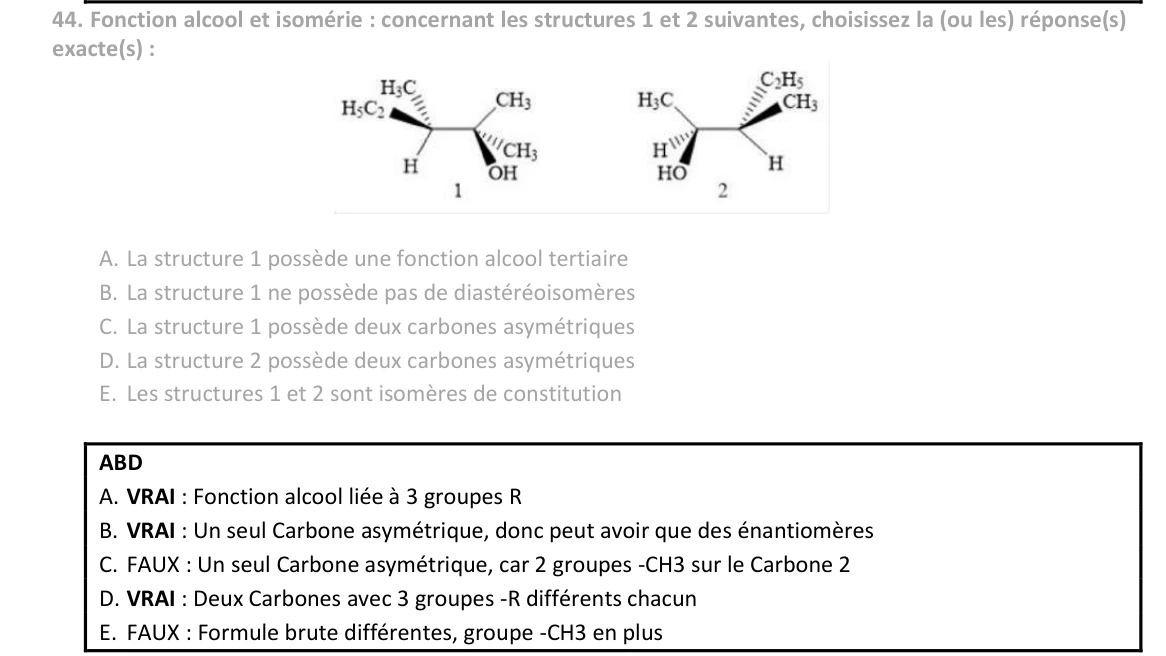 44. Fonction alcool et isomérie : concernant les structures 1 et 2 suivantes, choisissez la (ou les) réponse(s)
exacte(s) :
H₃C
H₅C₂
CH₃
CH₃
H
OH
1
C₂H₅
H₃C
CH₃
H
H
HO
2
A. La structure 1 possède une fonction alcool tertiaire
B. La structure 1 ne possède pas de diastéréoisomères
C. La structure 1 possède deux carbones asymétriques
D. La structure 2 possède deux carbones asymétriques
E. Les structures 1 et 2 sont isomères de constitution
ABD
A. VRAI : Fonction alcool liée à 3 groupes R
B. VRAI : Un seul Carbone asymétrique, donc peut avoir que des énantiomères
C. FAUX : Un seul Carbone asymétrique, car 2 groupes -CH3 sur le Carbone 2
D. VRAI : Deux Carbones avec 3 groupes -R différents chacun
E. FAUX : Formule brute différentes, groupe -CH3 en plus